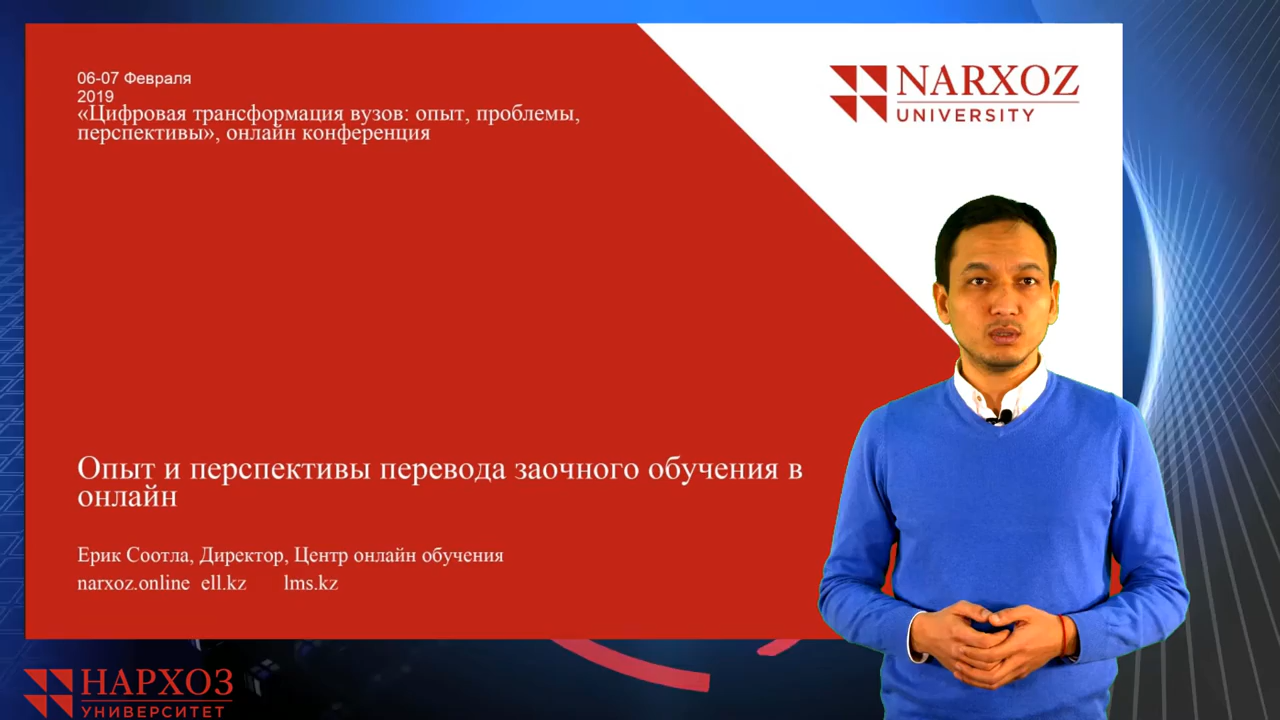 06-07 Февраля
2019
«Цифровая трансформация вузов: опыт, проблемы,
перспективы», онлайн конференция
NARXOZ
UNIVERSITY
Опыт и перспективы перевода заочного обучения в
онлайн
Ерик Соотла, Директор, Центр онлайн обучения
narxoz.online ell.kz lms.kz
НАРХОЗ
УНИВЕРСИТЕТ